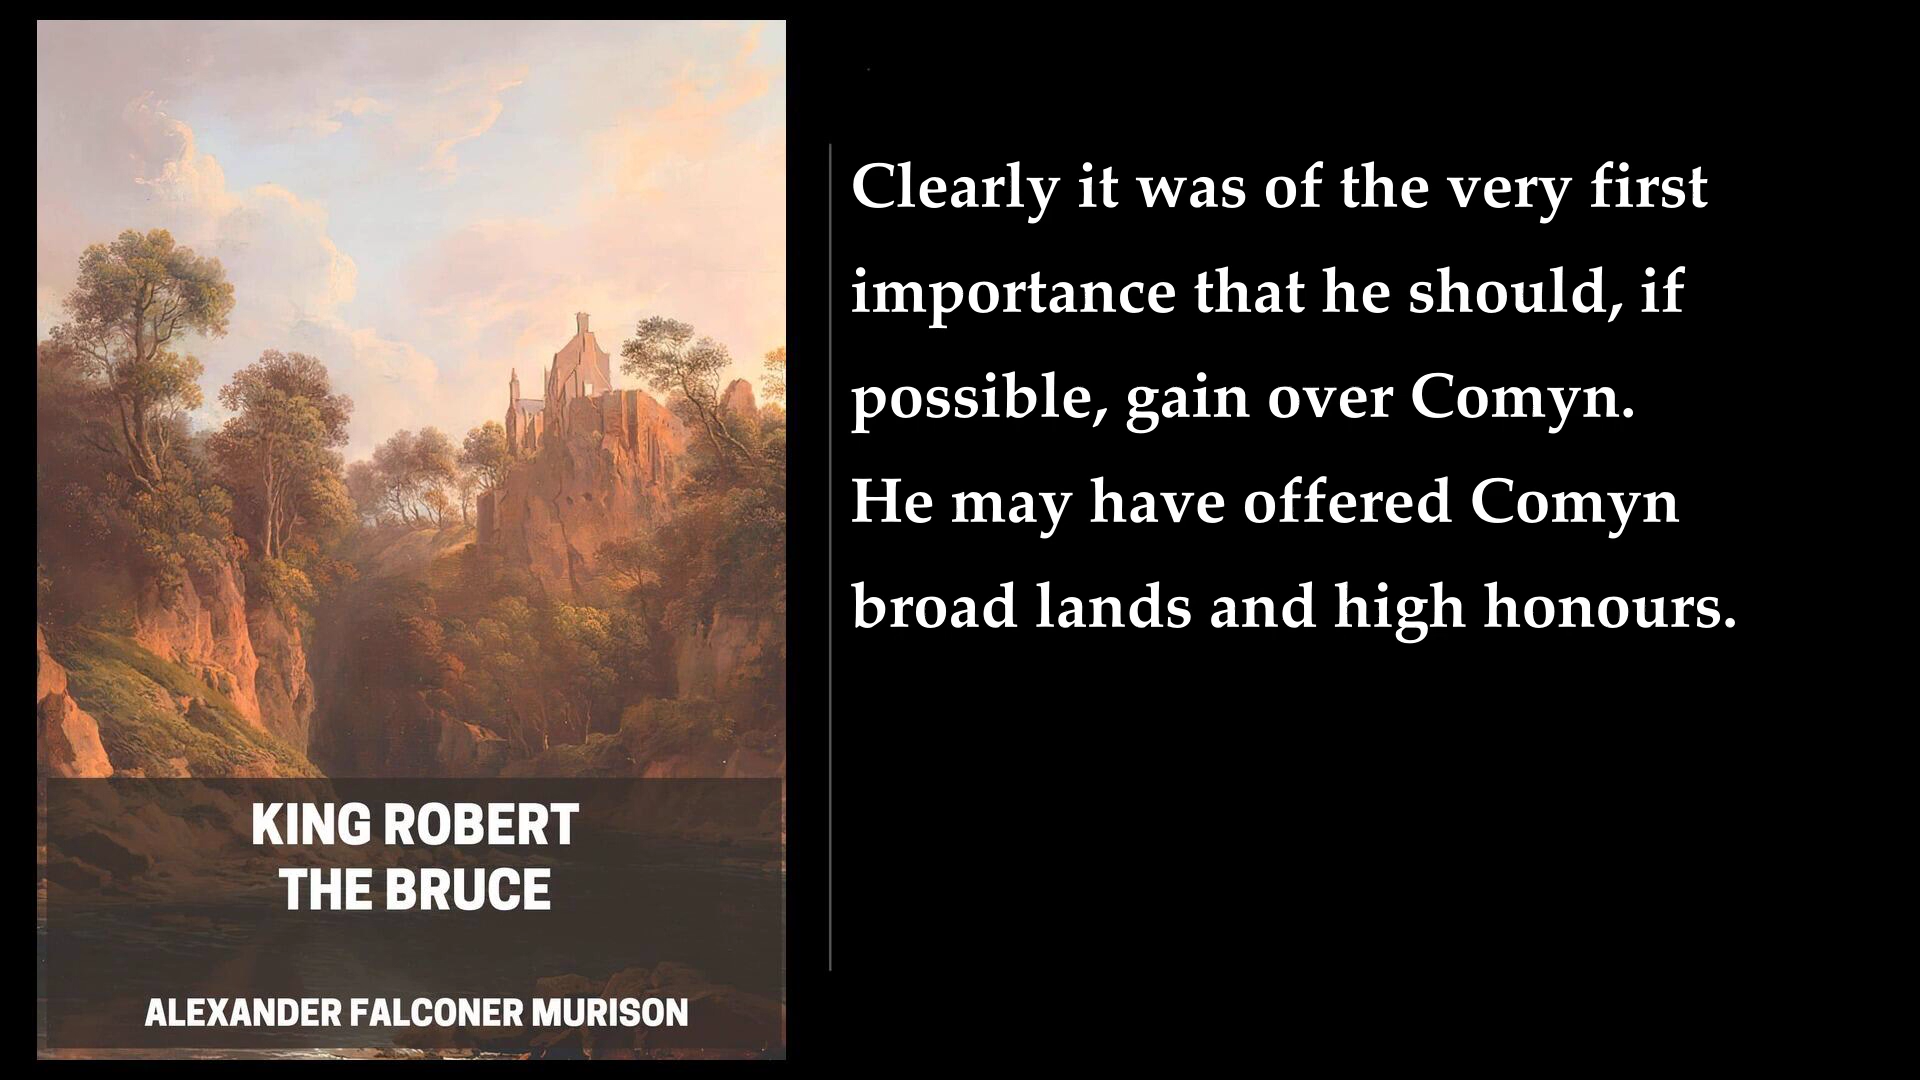 KING ROBERT
THE BRUCE
ALEXANDER FALCONER MURISON
Clearly it was of the very first
importance that he should, if
possible, gain over Comyn.
He may have offered Comyn
broad lands and high honours.